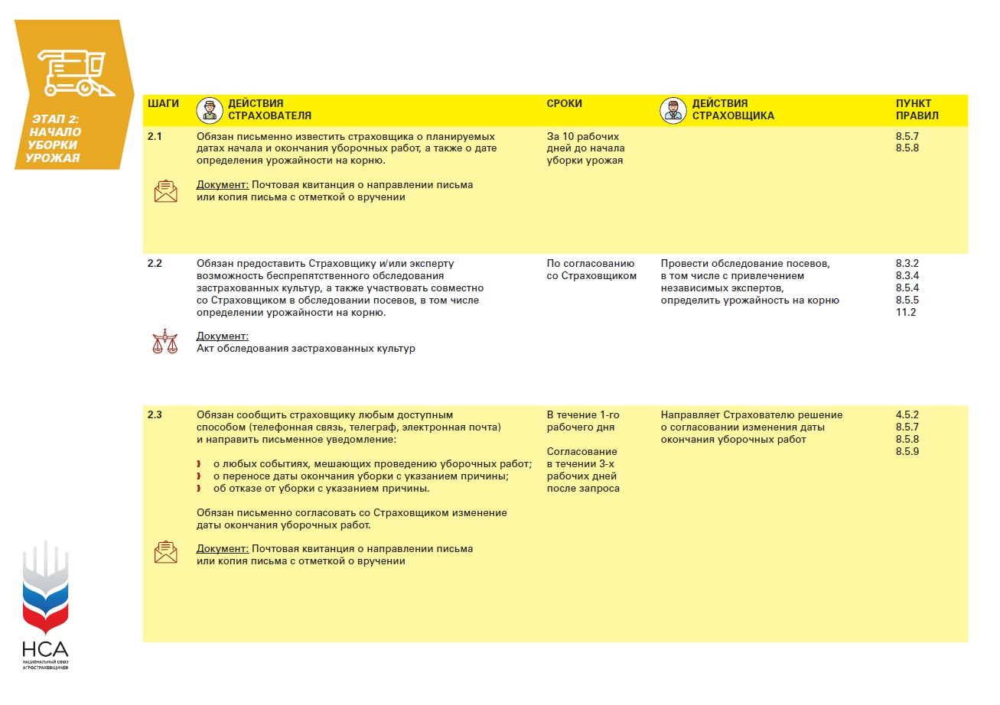 ЭТАП 2:
НАЧАЛО
УБОРКИ
УРОЖАЯ
ШАГИ
ДЕЙСТВИЯ
СТРАХОВАТЕЛЯ
СРОКИ
ДЕЙСТВИЯ
СТРАХОВЩИКА
ПУНКТ
ПРАВИЛ
2.1
Обязан письменно известить страховщика о планируемых
датах начала и окончания уборочных работ, а также о дате
определения урожайности на корню.
Документ: Почтовая квитанция о направлении письма
или копия письма с отметкой о вручении
За 10 рабочих
дней до начала
уборки урожая
8.5.7
8.5.8
2.2
Обязан предоставить Страховщику и/или эксперту
возможность беспрепятственного обследования
застрахованных культур, а также участвовать совместно
со Страховщиком в обследовании посевов, в том числе
определении урожайности на корню.
Документ:
Акт обследования застрахованных культур
По согласованию
со Страховщиком
Провести обследование посевов,
в том числе с привлечением
независимых экспертов,
определить урожайность на корню
8.3.2
8.3.4
8.5.4
8.5.5
11.2
2.3
Обязан сообщить страховщику любым доступным
способом (телефонная связь, телеграф, электронная почта)
и направить письменное уведомление:
о любых событиях, мешающих проведению уборочных работ;
о переносе даты окончания уборки с указанием причины;
об отказе от уборки с указанием причины.
Обязан письменно согласовать со Страховщиком изменение
даты окончания уборочных работ.
Документ: Почтовая квитанция о направлении письма
или копия письма с отметкой о вручении
В течение 1-го
рабочего дня
Согласование
в течении 3-х
рабочих дней
после запроса
Направляет Страхователю решение
о согласовании изменения даты
окончания уборочных работ
4.5.2
8.5.7
8.5.8
8.5.9
НСА
НАЦИОНАЛЬНЫЙ СОЮЗ
АГРОСТРАХОВЩИКОВ